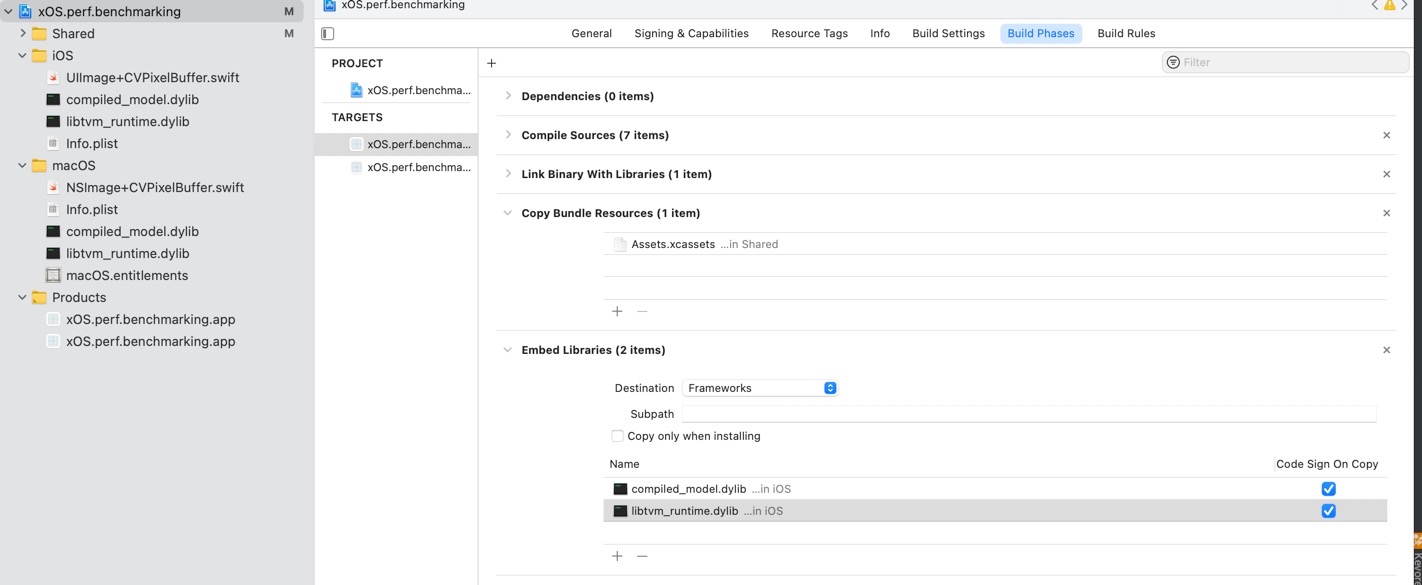 xOS.perf.benchmarking M
Shared M
iOS
UIImage+CVPixelBuffer.swift
compiled_model.dylib
libtvm_runtime.dylib
Info.plist
macOS
NSImage+CVPixelBuffer.swift
Info.plist
compiled_model.dylib
libtvm_runtime.dylib
macOS.entitlements
Products
xOS.perf.benchmarking.app
xOS.perf.benchmarking.app
xOS.perf.benchmarking
General Signing & Capabilities Resource Tags Info Build Settings Build Phases Build Rules
PROJECT
xOS.perf.benchma...
TARGETS
xOS.perf.benchma...
xOS.perf.benchma...
Filter
Dependencies (0 items)
Compile Sources (7 items)
Link Binary With Libraries (1 item)
Copy Bundle Resources (1 item)
Assets.xcassets ...in Shared
Embed Libraries (2 items)
Destination Frameworks
Subpath
Copy only when installing
Name Code Sign On Copy
compiled_model.dylib ...in iOS
libtvm_runtime.dylib ...in iOS